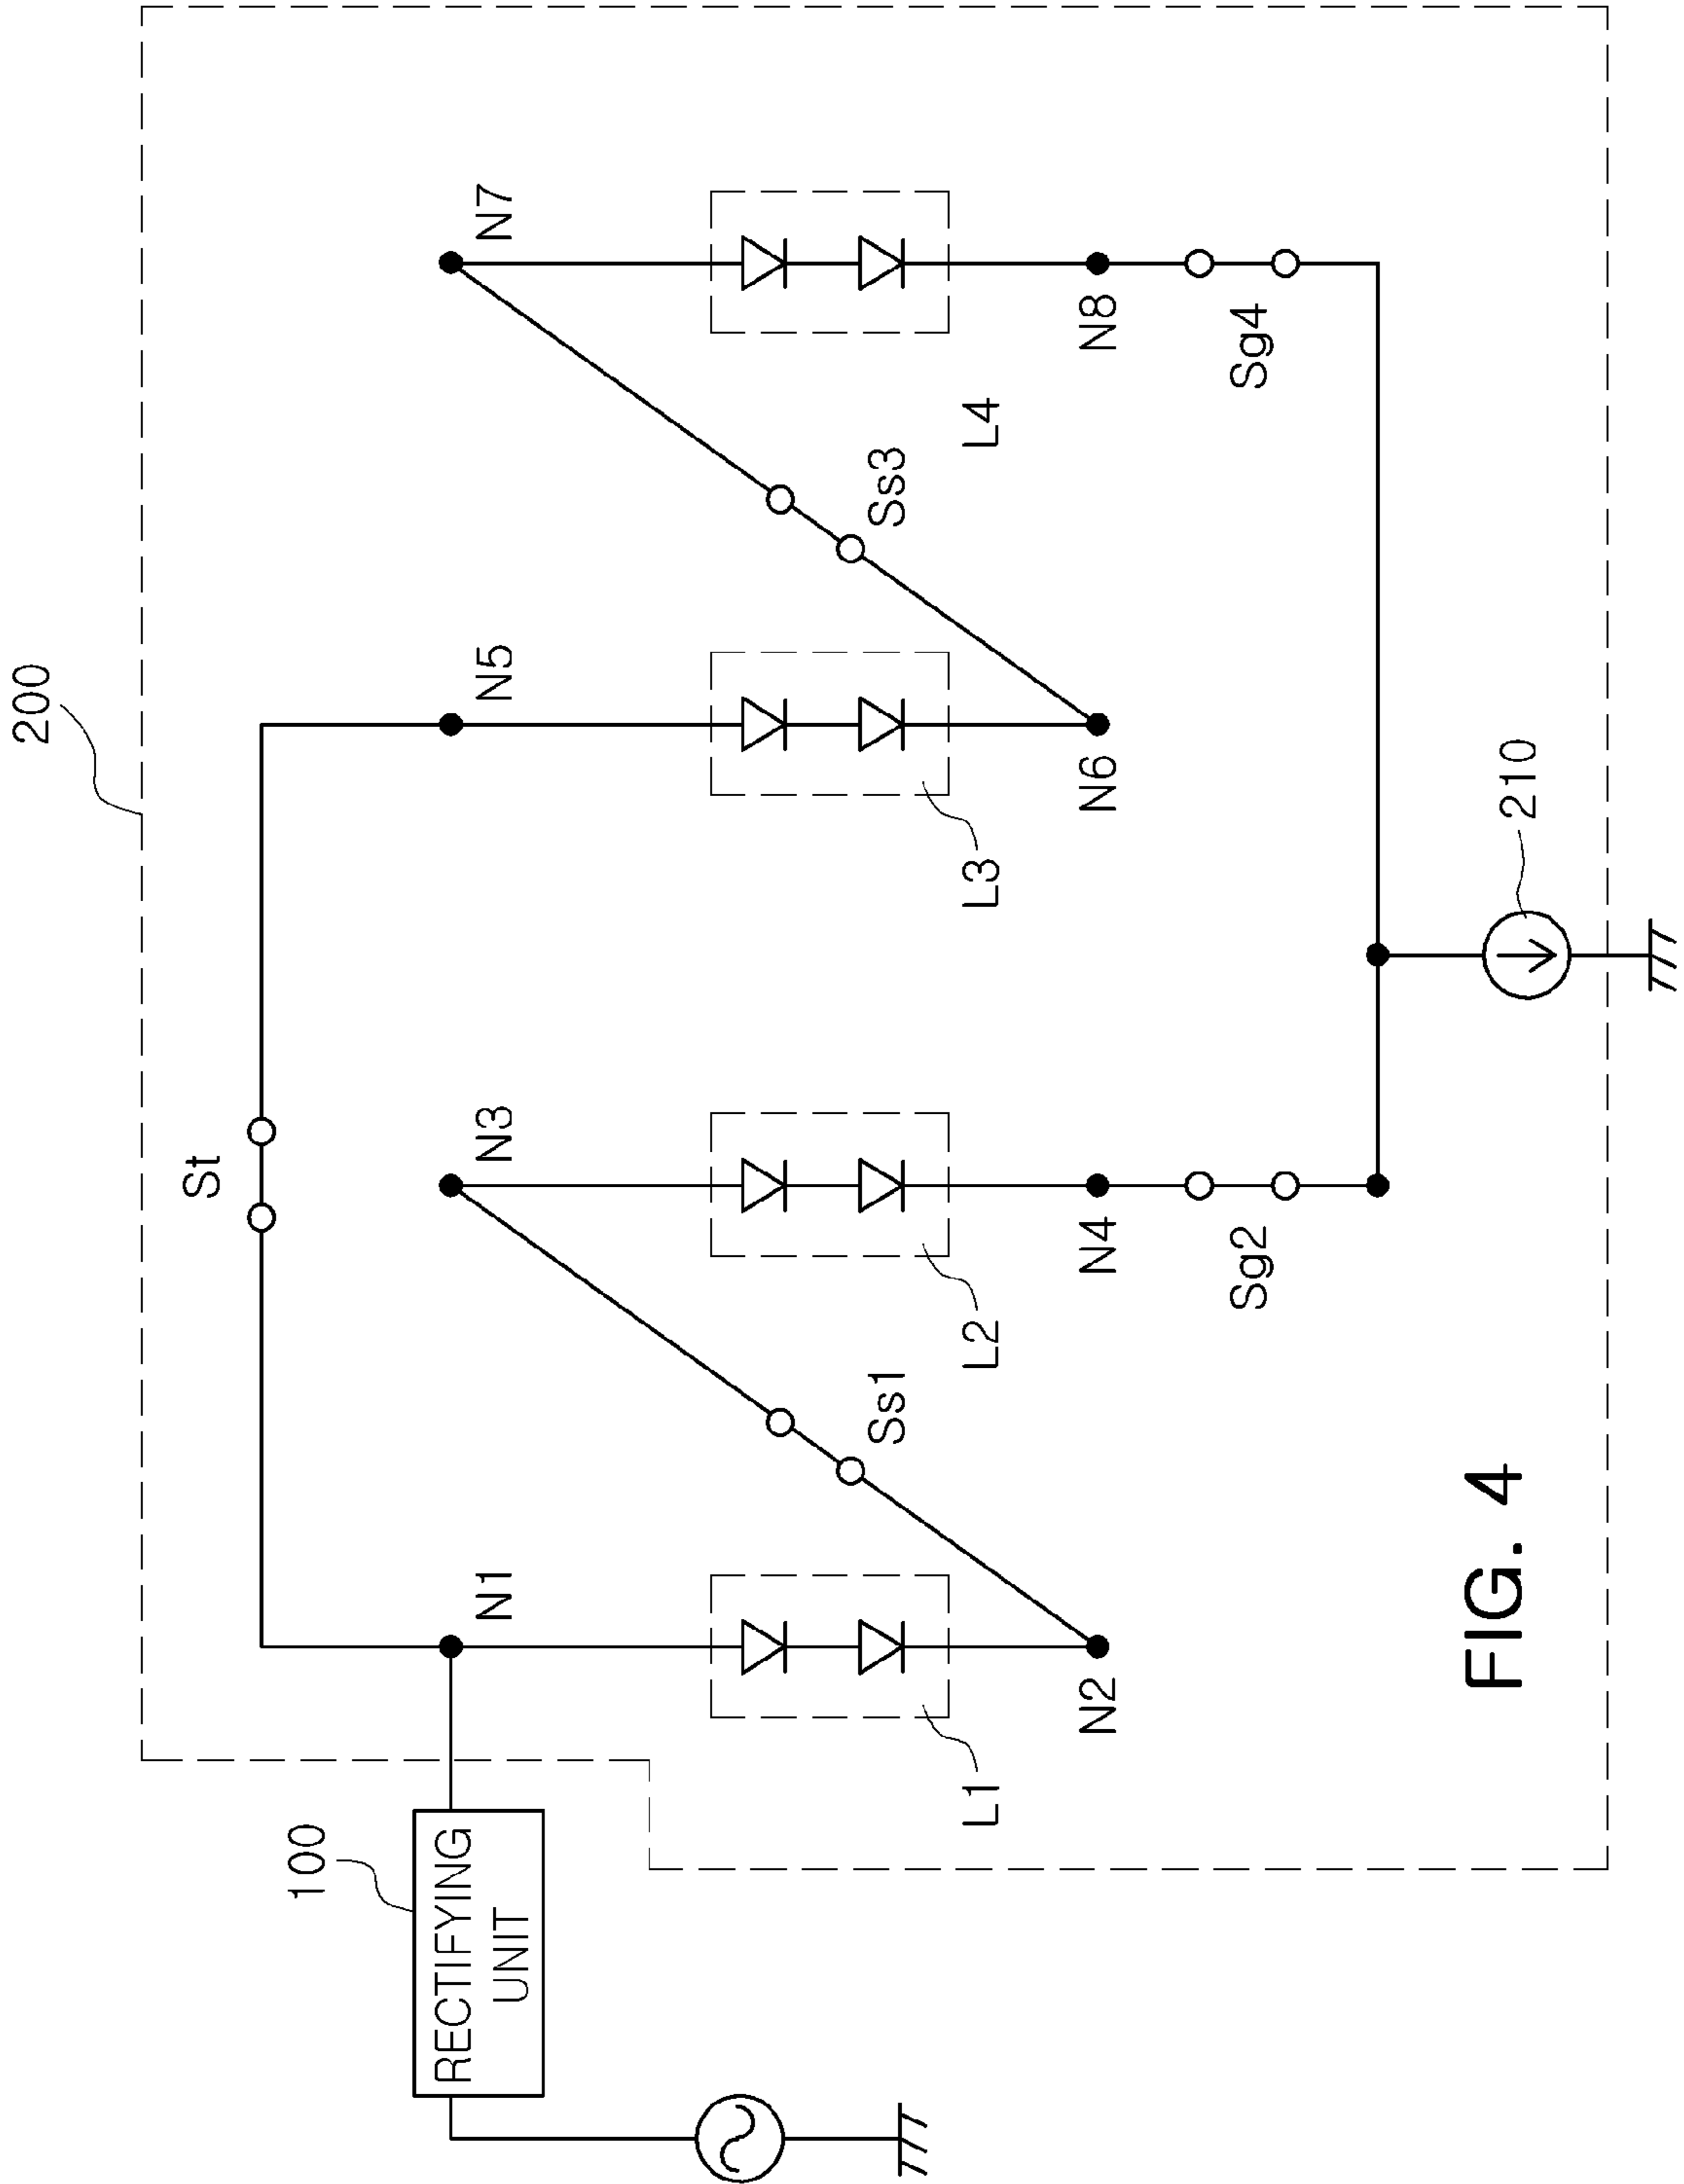 200
100
RECTIFYING
UNIT
St
N1
N3
N5
N7
Ss1
Ss3
L1
L2
L3
L4
N2
N4
N6
N8
Sg2
Sg4
210
FIG. 4